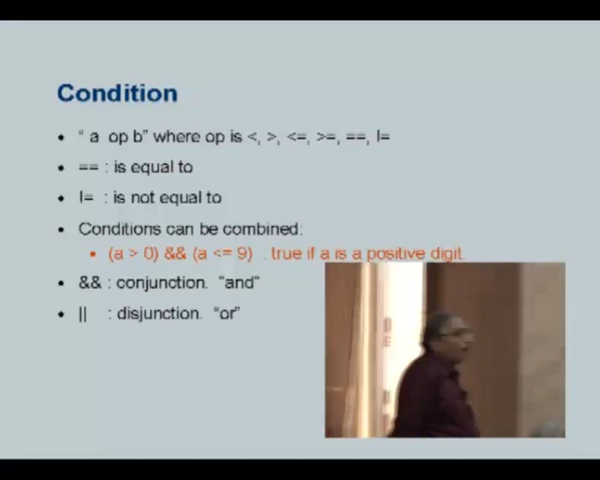 Condition
• " a op b" where op is <, >, <=, >=, ==, !=
• == : is equal to
• != : is not equal to
• Conditions can be combined:
• (a > 0) && (a <= 9) : true if a is a positive digit.
• && : conjunction. "and"
• || : disjunction. "or"